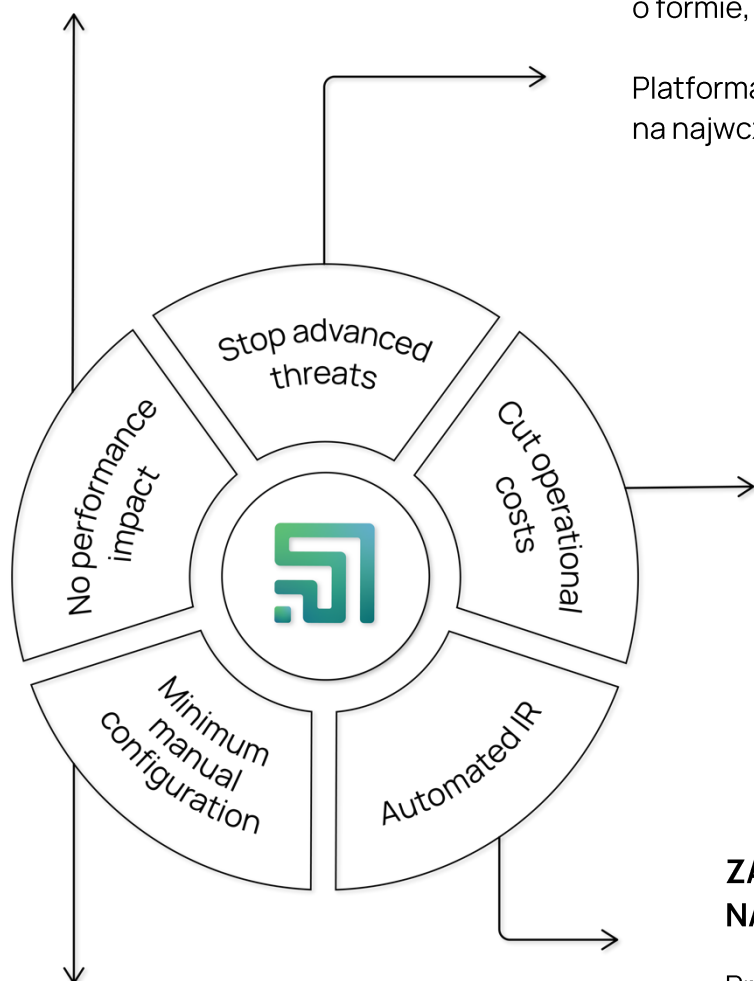 o formie,
Platforma
na najwcz
Stop advanced
threats
Cut operational
costs
No performance
impact
Minimum
manual
configuration
Automated IR
ZA
NA